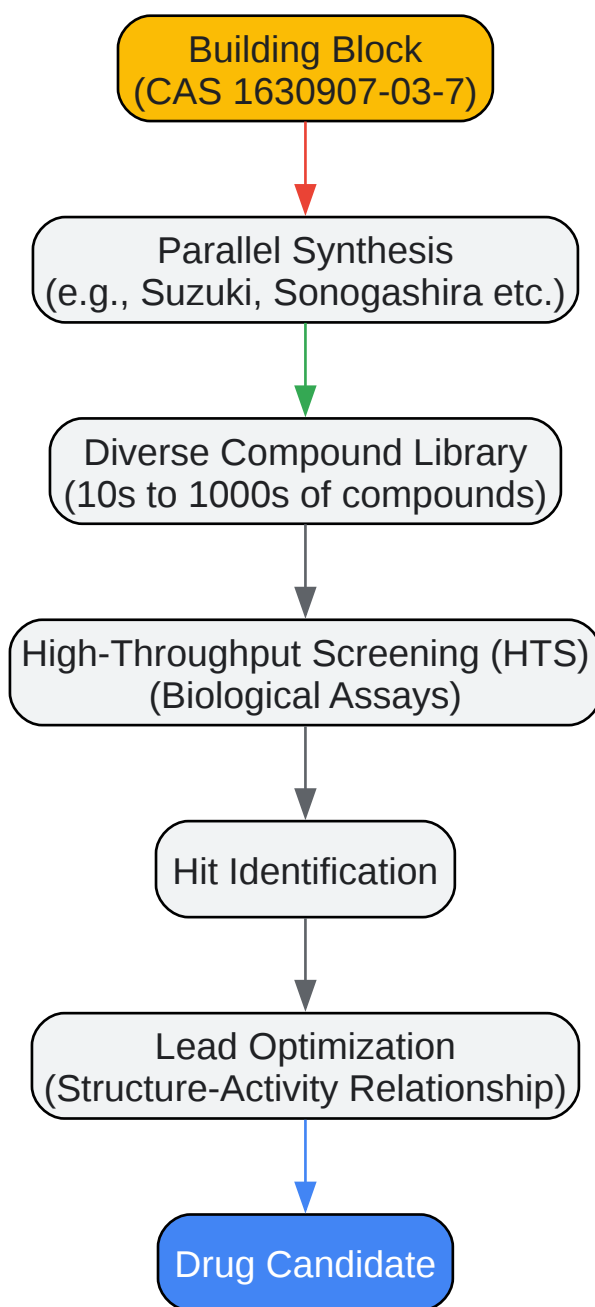 Building Block
(CAS 1630907-03-7)
Parallel Synthesis
(e.g., Suzuki, Sonogashira etc.)
Diverse Compound Library
(10s to 1000s of compounds)
High-Throughput Screening (HTS)
(Biological Assays)
Hit Identification
Lead Optimization
(Structure-Activity Relationship)
Drug Candidate